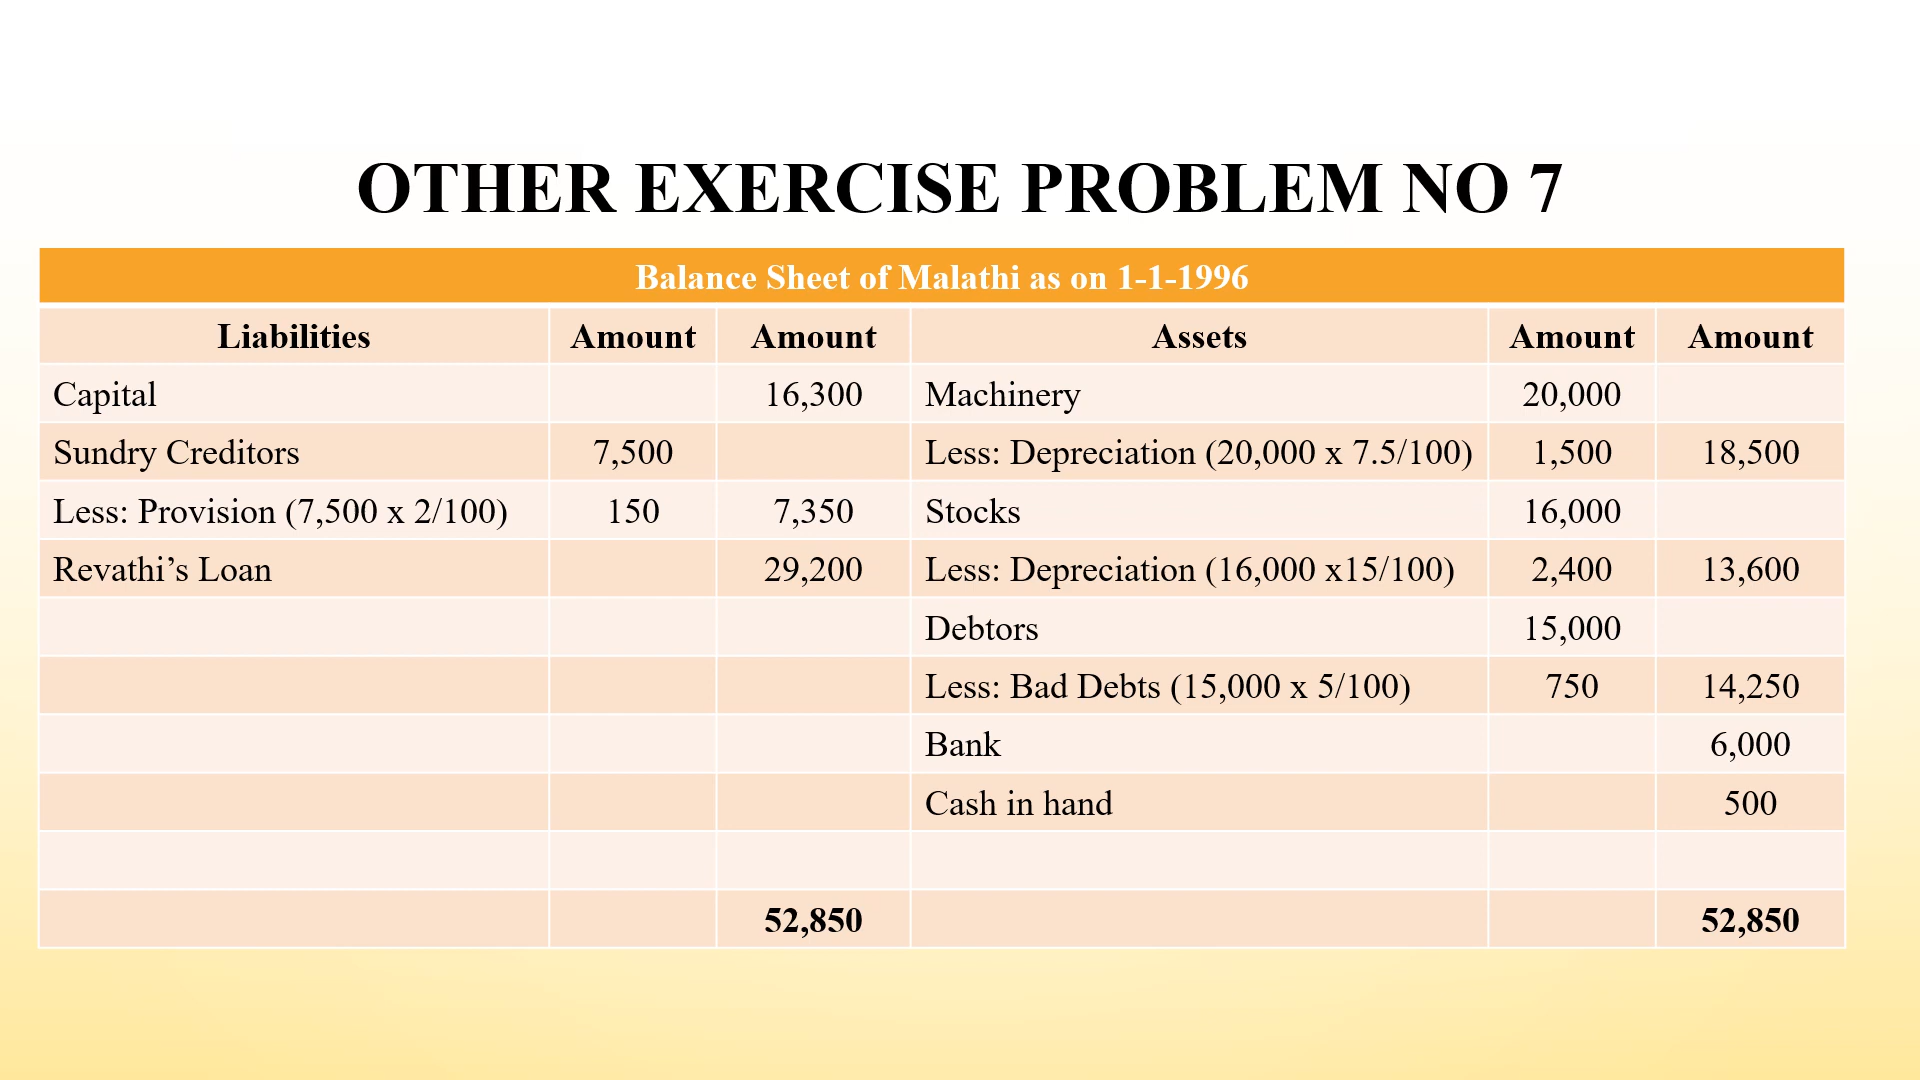 OTHER EXERCISE PROBLEM NO 7
Balance Sheet of Malathi as on 1-1-1996
Liabilities Amount Amount Assets Amount Amount
Capital 16,300 Machinery 20,000
Sundry Creditors 7,500 Less: Depreciation (20,000 x 7.5/100) 1,500 18,500
Less: Provision (7,500 x 2/100) 150 7,350 Stocks 16,000
Revathi’s Loan 29,200 Less: Depreciation (16,000 x15/100) 2,400 13,600
Debtors 15,000
Less: Bad Debts (15,000 x 5/100) 750 14,250
Bank 6,000
Cash in hand 500
52,850 52,850